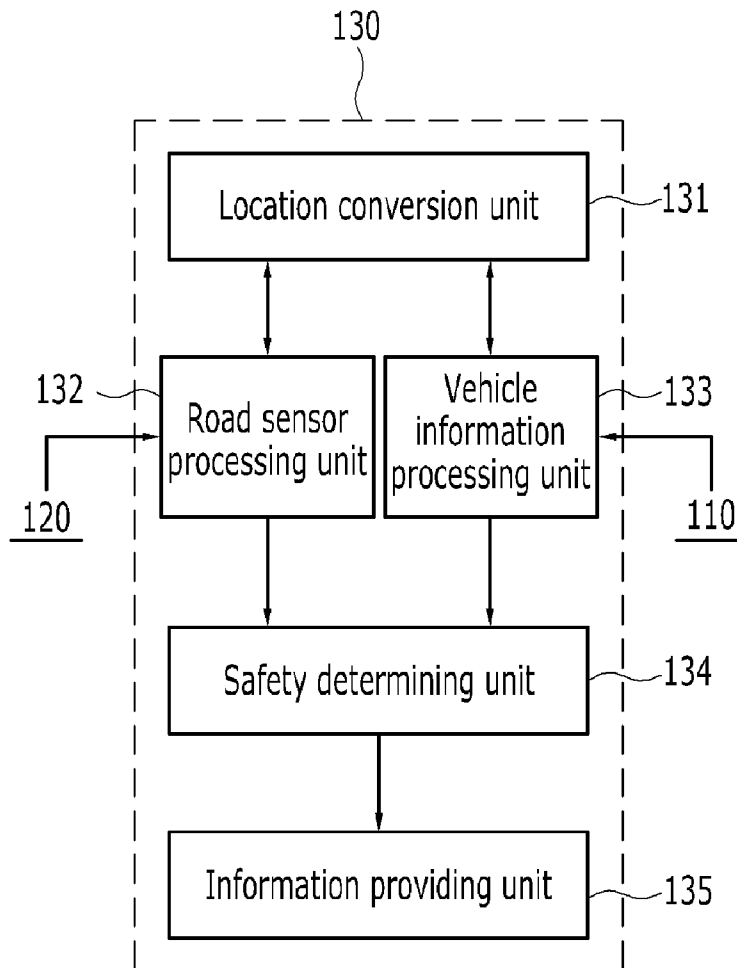 130
Location conversion unit
131
132
Road sensor
processing unit
Vehicle
information
processing unit
133
120
110
Safety determining unit
134
Information providing unit
135